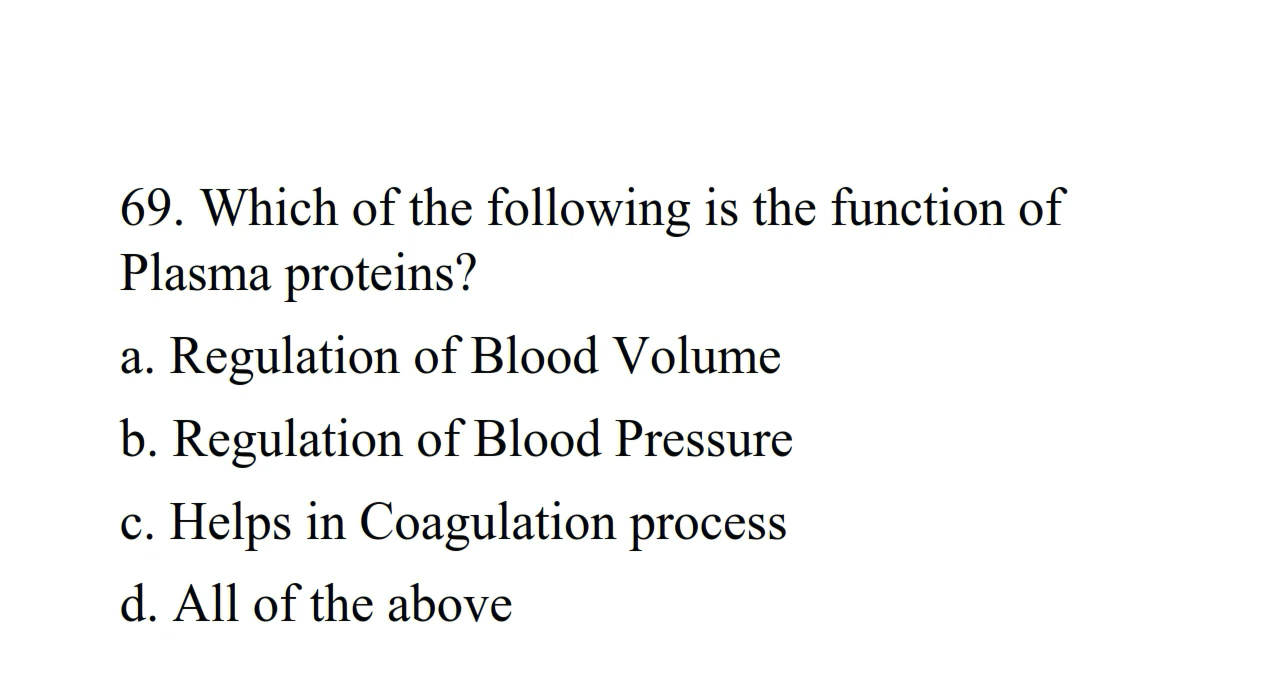 69. Which of the following is the function of
Plasma proteins?
a. Regulation of Blood Volume
b. Regulation of Blood Pressure
c. Helps in Coagulation process
d. All of the above